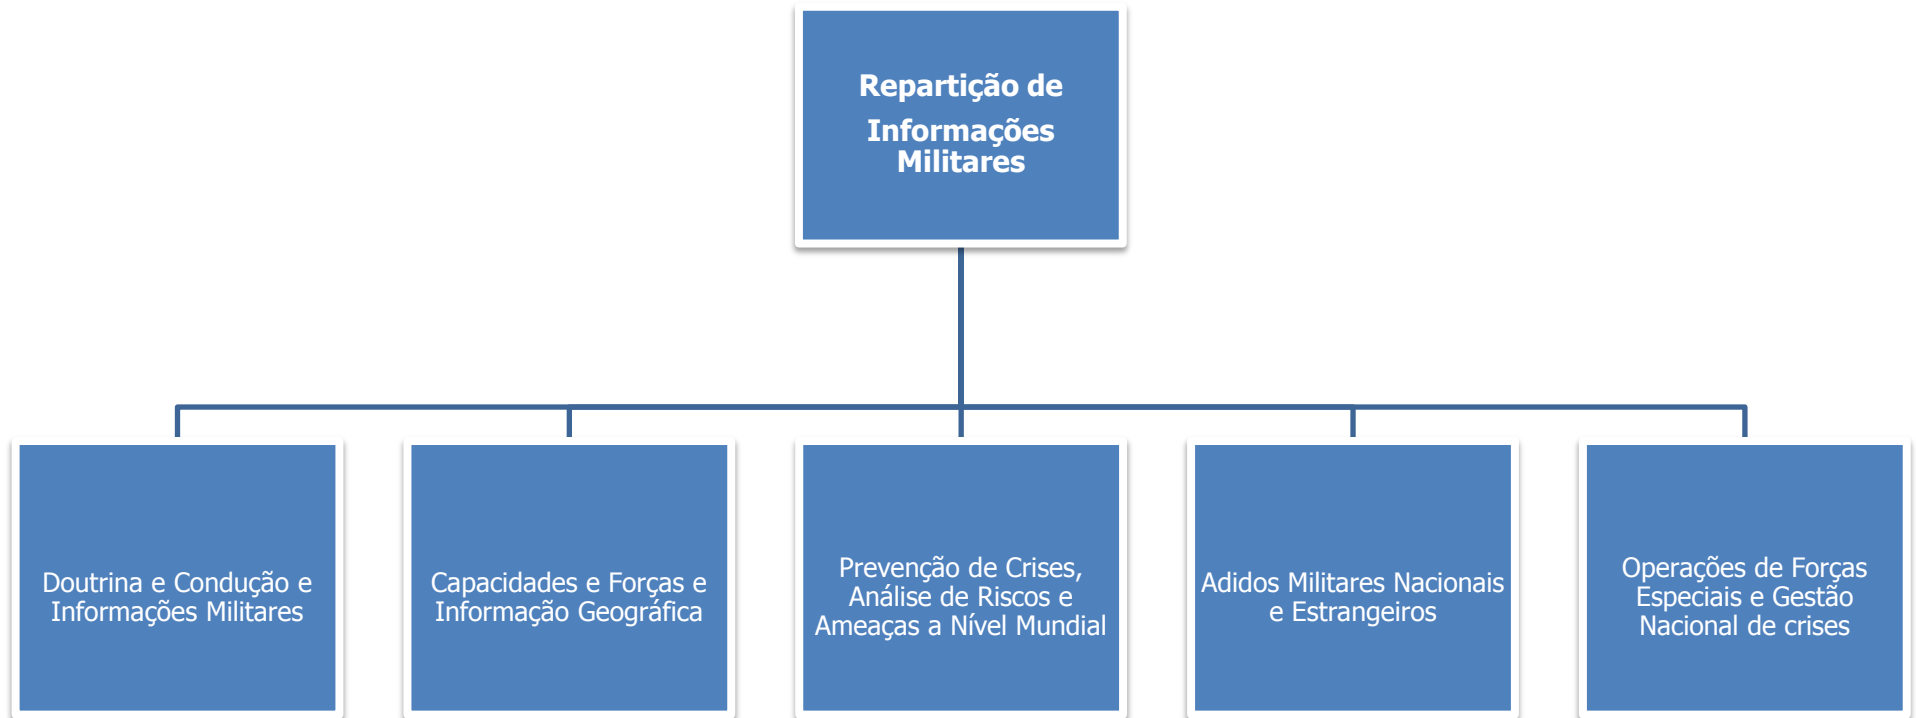 Repartição de
Informações
Militares
Doutrina e Condução e
Informações Militares
Capacidades e Forças e
Informação Geográfica
Prevenção de Crises,
Análise de Riscos e
Ameaças a Nível Mundial
Adidos Militares Nacionais
e Estrangeiros
Operações de Forças
Especiais e Gestão
Nacional de crises